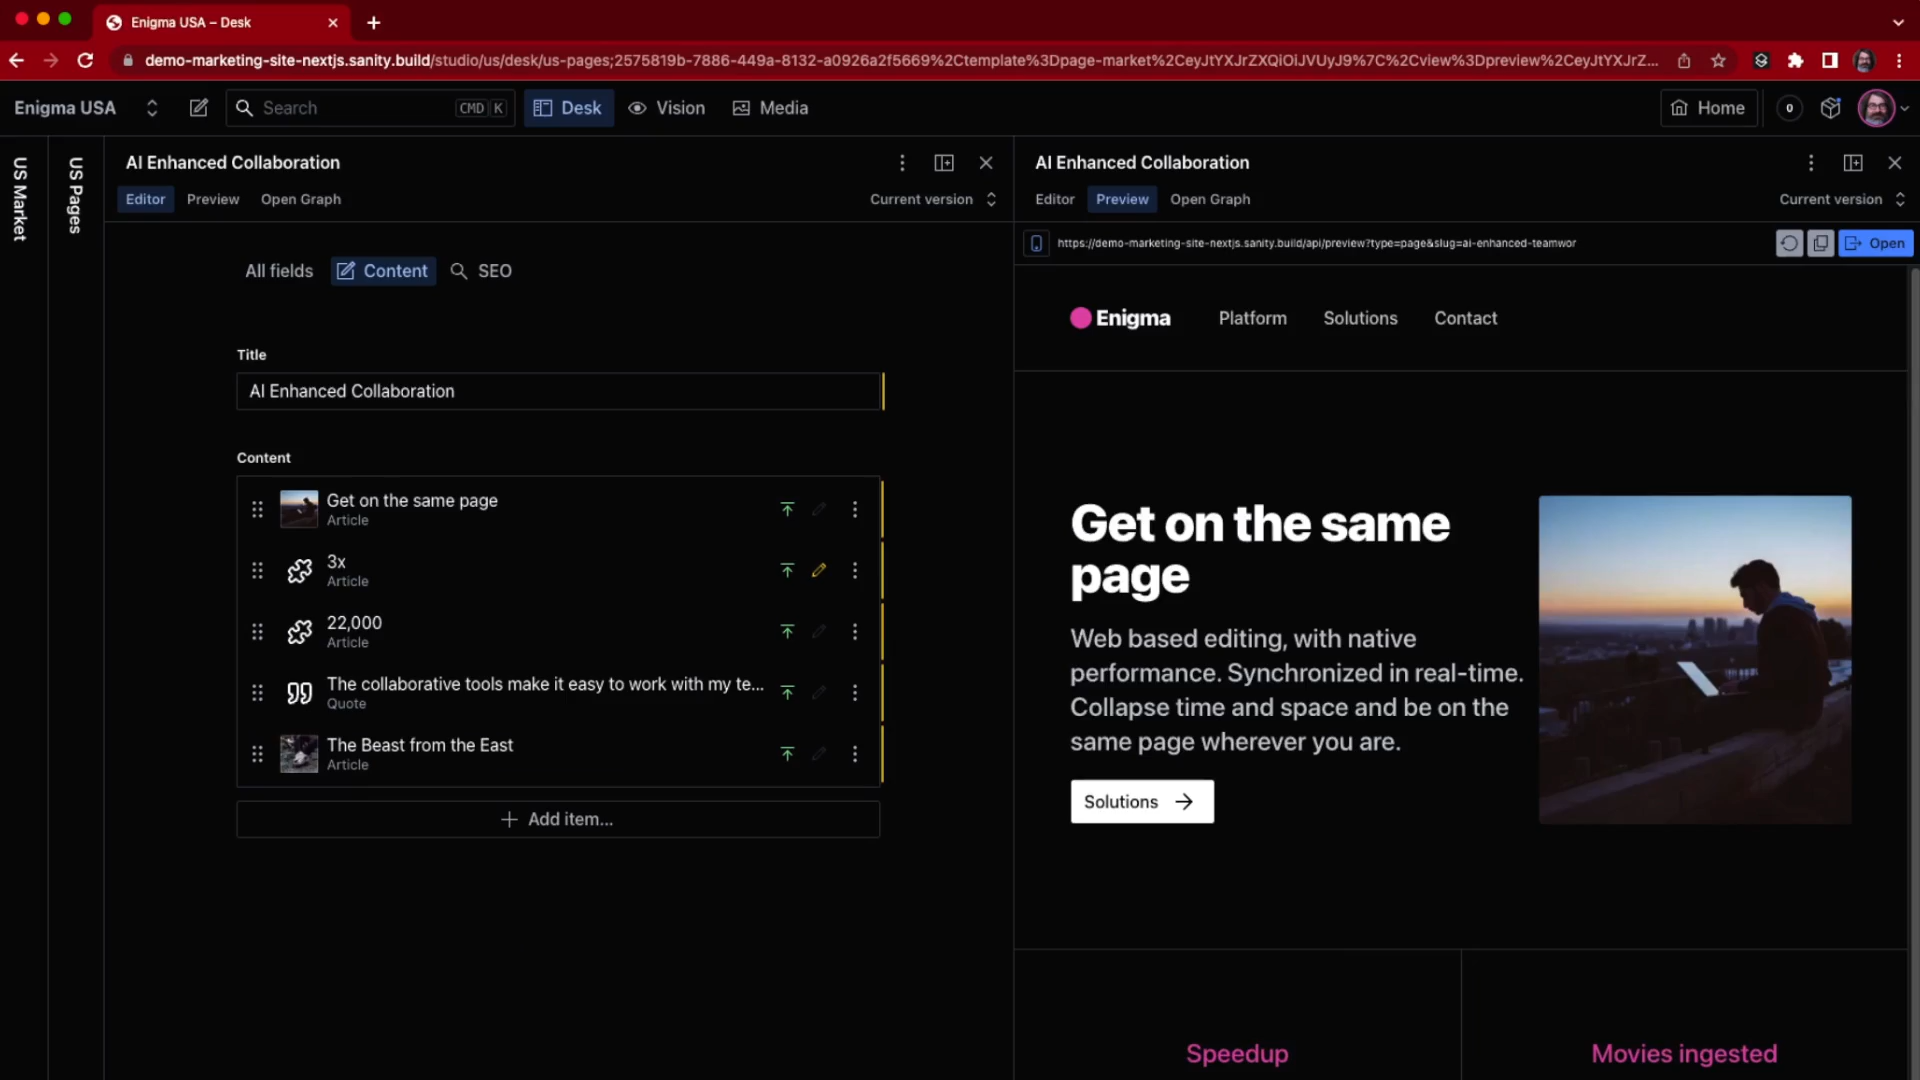 Enigma USA – Desk
demo-marketing-site-nextjs.sanity.build/studio/us/desk/us-pages;2575819b-7886-449a-8132-a0926a2f5669%2Ctemplate%3Dpage-market%2CeyJtYXJrZXQiOiJVUyJ9%7C%2Cview%3Dpreview%2CeyJtYXJrZ...
Enigma USA
Search
CMD K
Desk
Vision
Media
Home
0
US Market
US Pages
AI Enhanced Collaboration
Editor
Preview
Open Graph
Current version
All fields
Content
SEO
Title
AI Enhanced Collaboration
Content
Get on the same page
Article
3x
Article
22,000
Article
The collaborative tools make it easy to work with my te...
Quote
The Beast from the East
Article
Add item...
AI Enhanced Collaboration
Editor
Preview
Open Graph
Current version
https://demo-marketing-site-nextjs.sanity.build/api/preview?type=page&slug=ai-enhanced-teamwor
Open
Enigma
Platform
Solutions
Contact
Get on the same
page
Web based editing, with native
performance. Synchronized in real-time.
Collapse time and space and be on the
same page wherever you are.
Solutions
Speedup
Movies ingested